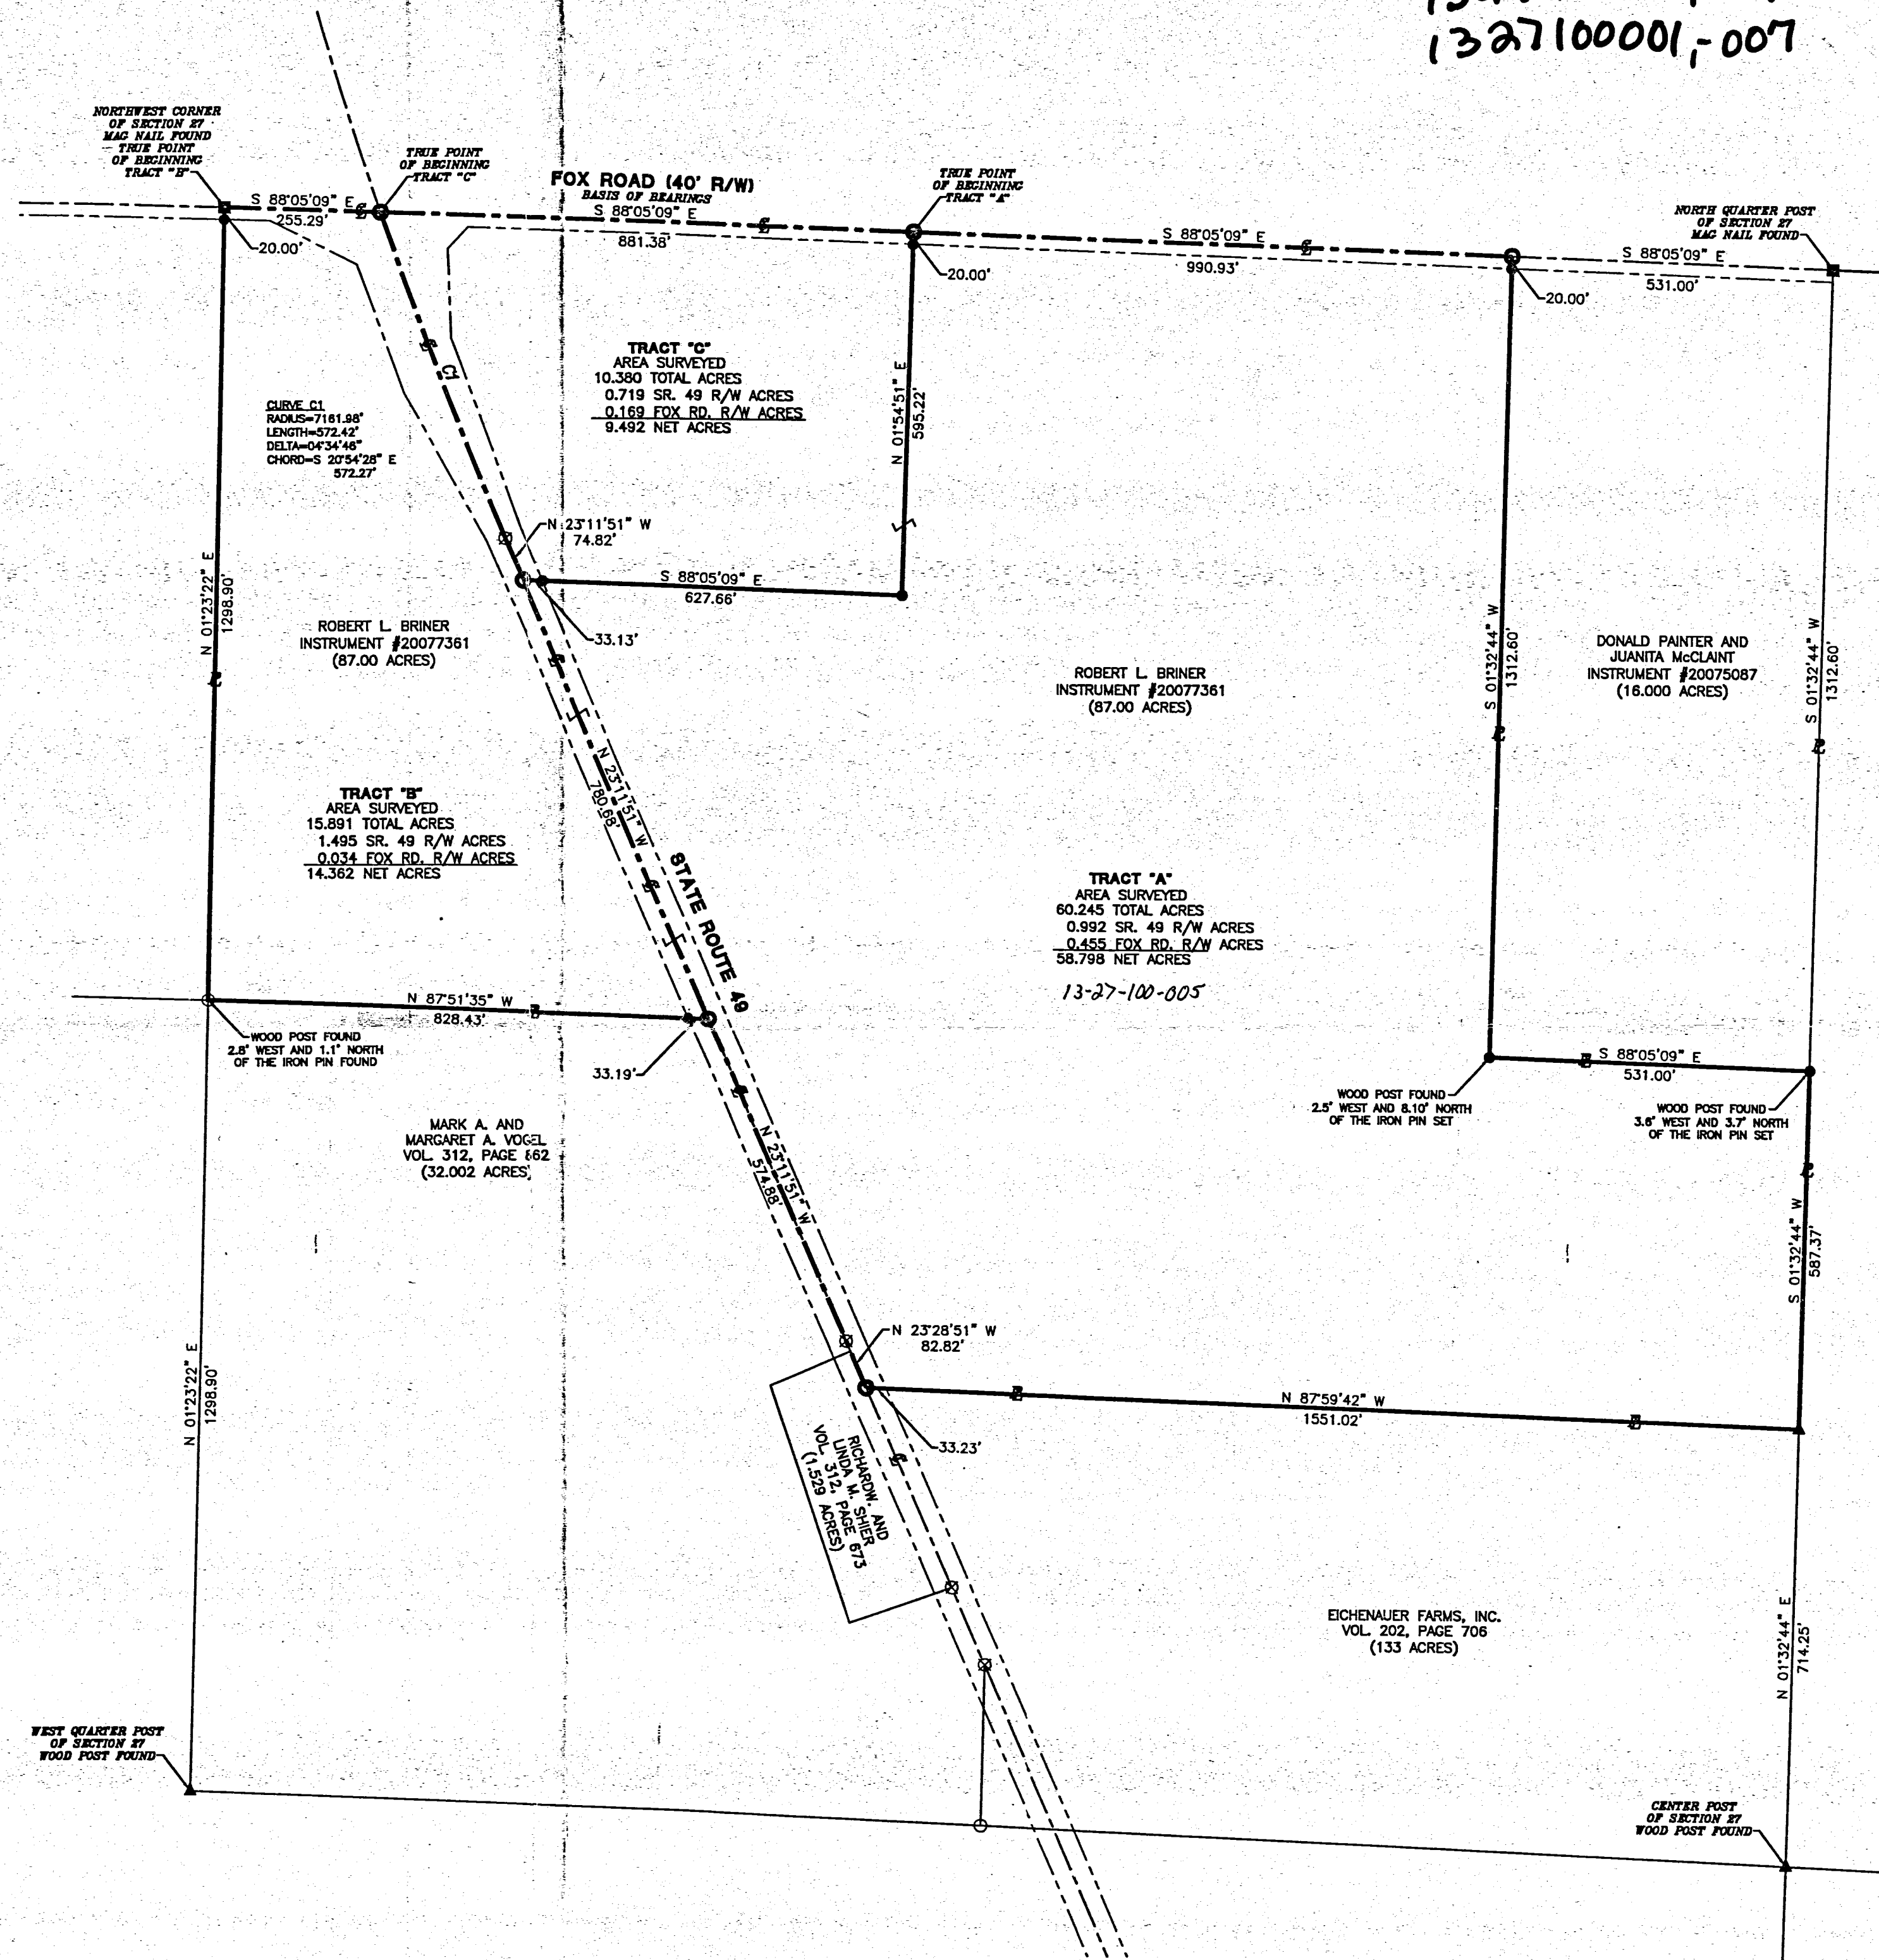 1327100001,-007
NORTHWEST CORNER
OF SECTION 27
MAG NAIL FOUND
TRUE POINT
OF BEGINNING
TRACT "B"
TRUE POINT
OF BEGINNING
TRACT "C"
FOX ROAD (40' R/W)
BASIS OF BEARINGS
S 88°05'09" E
881.38'
S 88°05'09" E
255.29'
20.00'
TRUE POINT
OF BEGINNING
TRACT "A"
20.00'
S 88°05'09" E
990.93'
NORTH QUARTER POST
OF SECTION 27
MAG NAIL FOUND
S 88°05'09" E
531.00'
20.00'
TRACT "C"
AREA SURVEYED
10.380 TOTAL ACRES
0.719 SR. 49 R/W ACRES
0.169 FOX RD. R/W ACRES
9.492 NET ACRES
N 01°54'51" E
595.22'
C1
CURVE C1
RADIUS=7161.98'
LENGTH=572.42'
DELTA=04°34'46"
CHORD=S 20°54'28" E
572.27'
N 23°11'51" W
74.82'
S 88°05'09" E
627.66'
33.13'
N 01°23'22" E
1298.90'
ROBERT L. BRINER
INSTRUMENT #20077361
(87.00 ACRES)
ROBERT L. BRINER
INSTRUMENT #20077361
(87.00 ACRES)
S 01°32'44" W
1312.60'
DONALD PAINTER AND
JUANITA McCLAINT
INSTRUMENT #20075087
(16.000 ACRES)
S 01°32'44" W
1312.60'
TRACT "B"
AREA SURVEYED
15.891 TOTAL ACRES
1.495 SR. 49 R/W ACRES
0.034 FOX RD. R/W ACRES
14.362 NET ACRES
N 23°11'51" W
780.68'
STATE ROUTE 49
TRACT "A"
AREA SURVEYED
60.245 TOTAL ACRES
0.992 SR. 49 R/W ACRES
0.455 FOX RD. R/W ACRES
58.798 NET ACRES
13-27-100-005
N 87°51'35" W
828.43'
WOOD POST FOUND
2.8' WEST AND 1.1' NORTH
OF THE IRON PIN FOUND
33.19'
S 88°05'09" E
531.00'
WOOD POST FOUND
2.5' WEST AND 8.10' NORTH
OF THE IRON PIN SET
WOOD POST FOUND
3.6' WEST AND 3.7' NORTH
OF THE IRON PIN SET
MARK A. AND
MARGARET A. VOGEL
VOL. 312, PAGE 662
(32.002 ACRES)
N 23°11'51" W
574.88'
S 01°32'44" W
587.37'
N 23°28'51" W
82.82'
N 87°59'42" W
1551.02'
33.23'
N 01°23'22" E
1298.90'
RICHARDW. AND
LINDA M. SHIER
VOL. 312, PAGE 673
(1.529 ACRES)
EICHENAUER FARMS, INC.
VOL. 202, PAGE 706
(133 ACRES)
N 01°32'44" E
714.25'
WEST QUARTER POST
OF SECTION 27
WOOD POST FOUND
CENTER POST
OF SECTION 27
WOOD POST FOUND